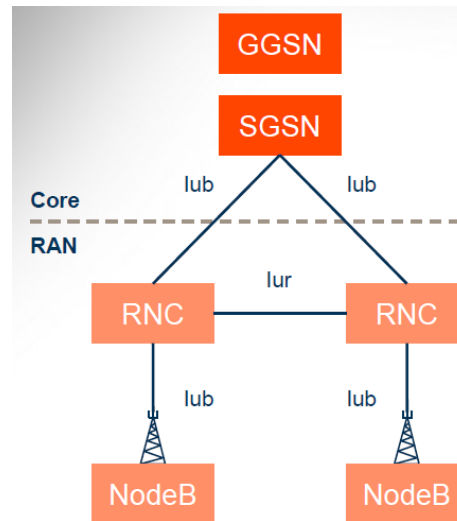 GGSN
SGSN
Iub Iub
Core
RAN
Iur
RNC RNC
Iub Iub
NodeB NodeB